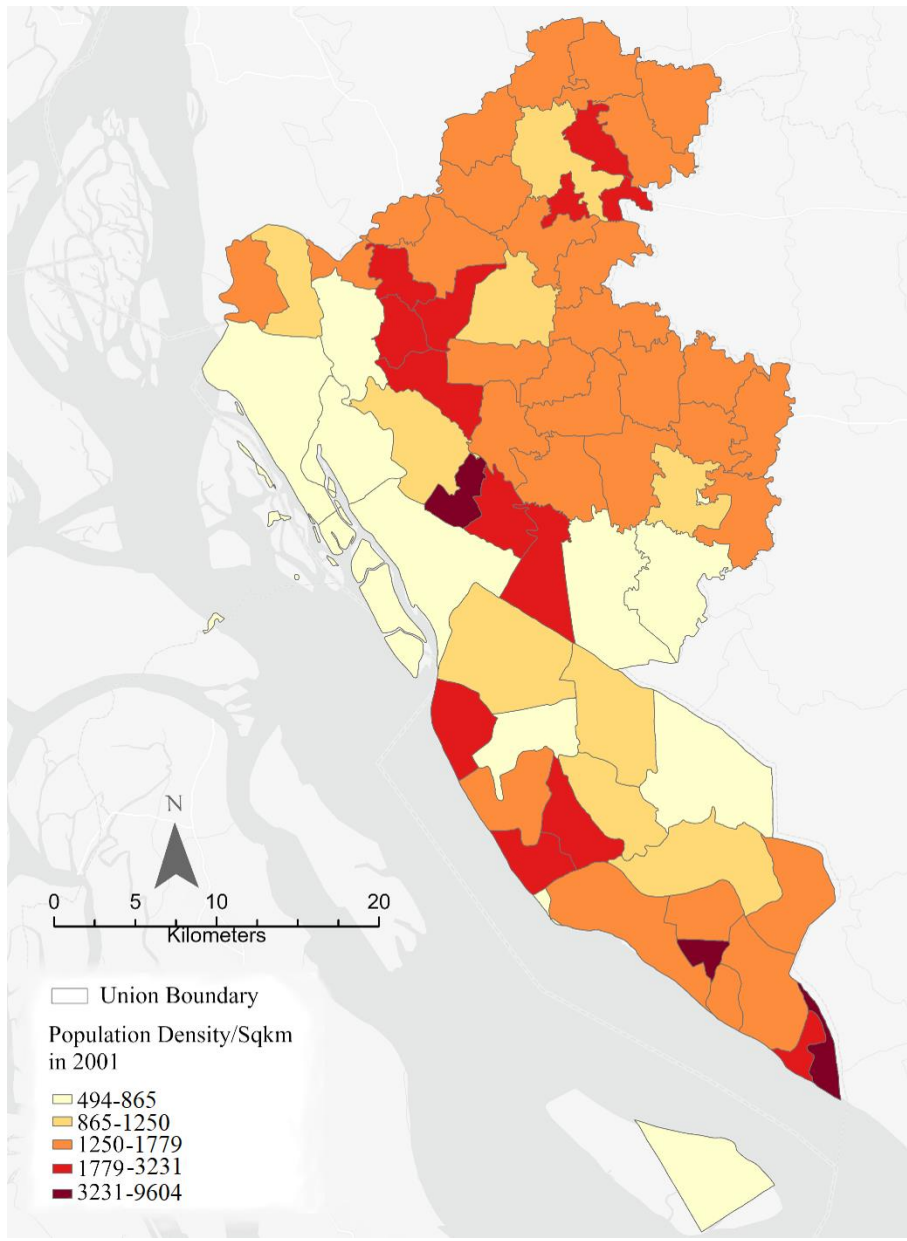 N
0 5 10 20
Kilometers
Union Boundary
Population Density/Sqkm
in 2001
494-865
865-1250
1250-1779
1779-3231
3231-9604